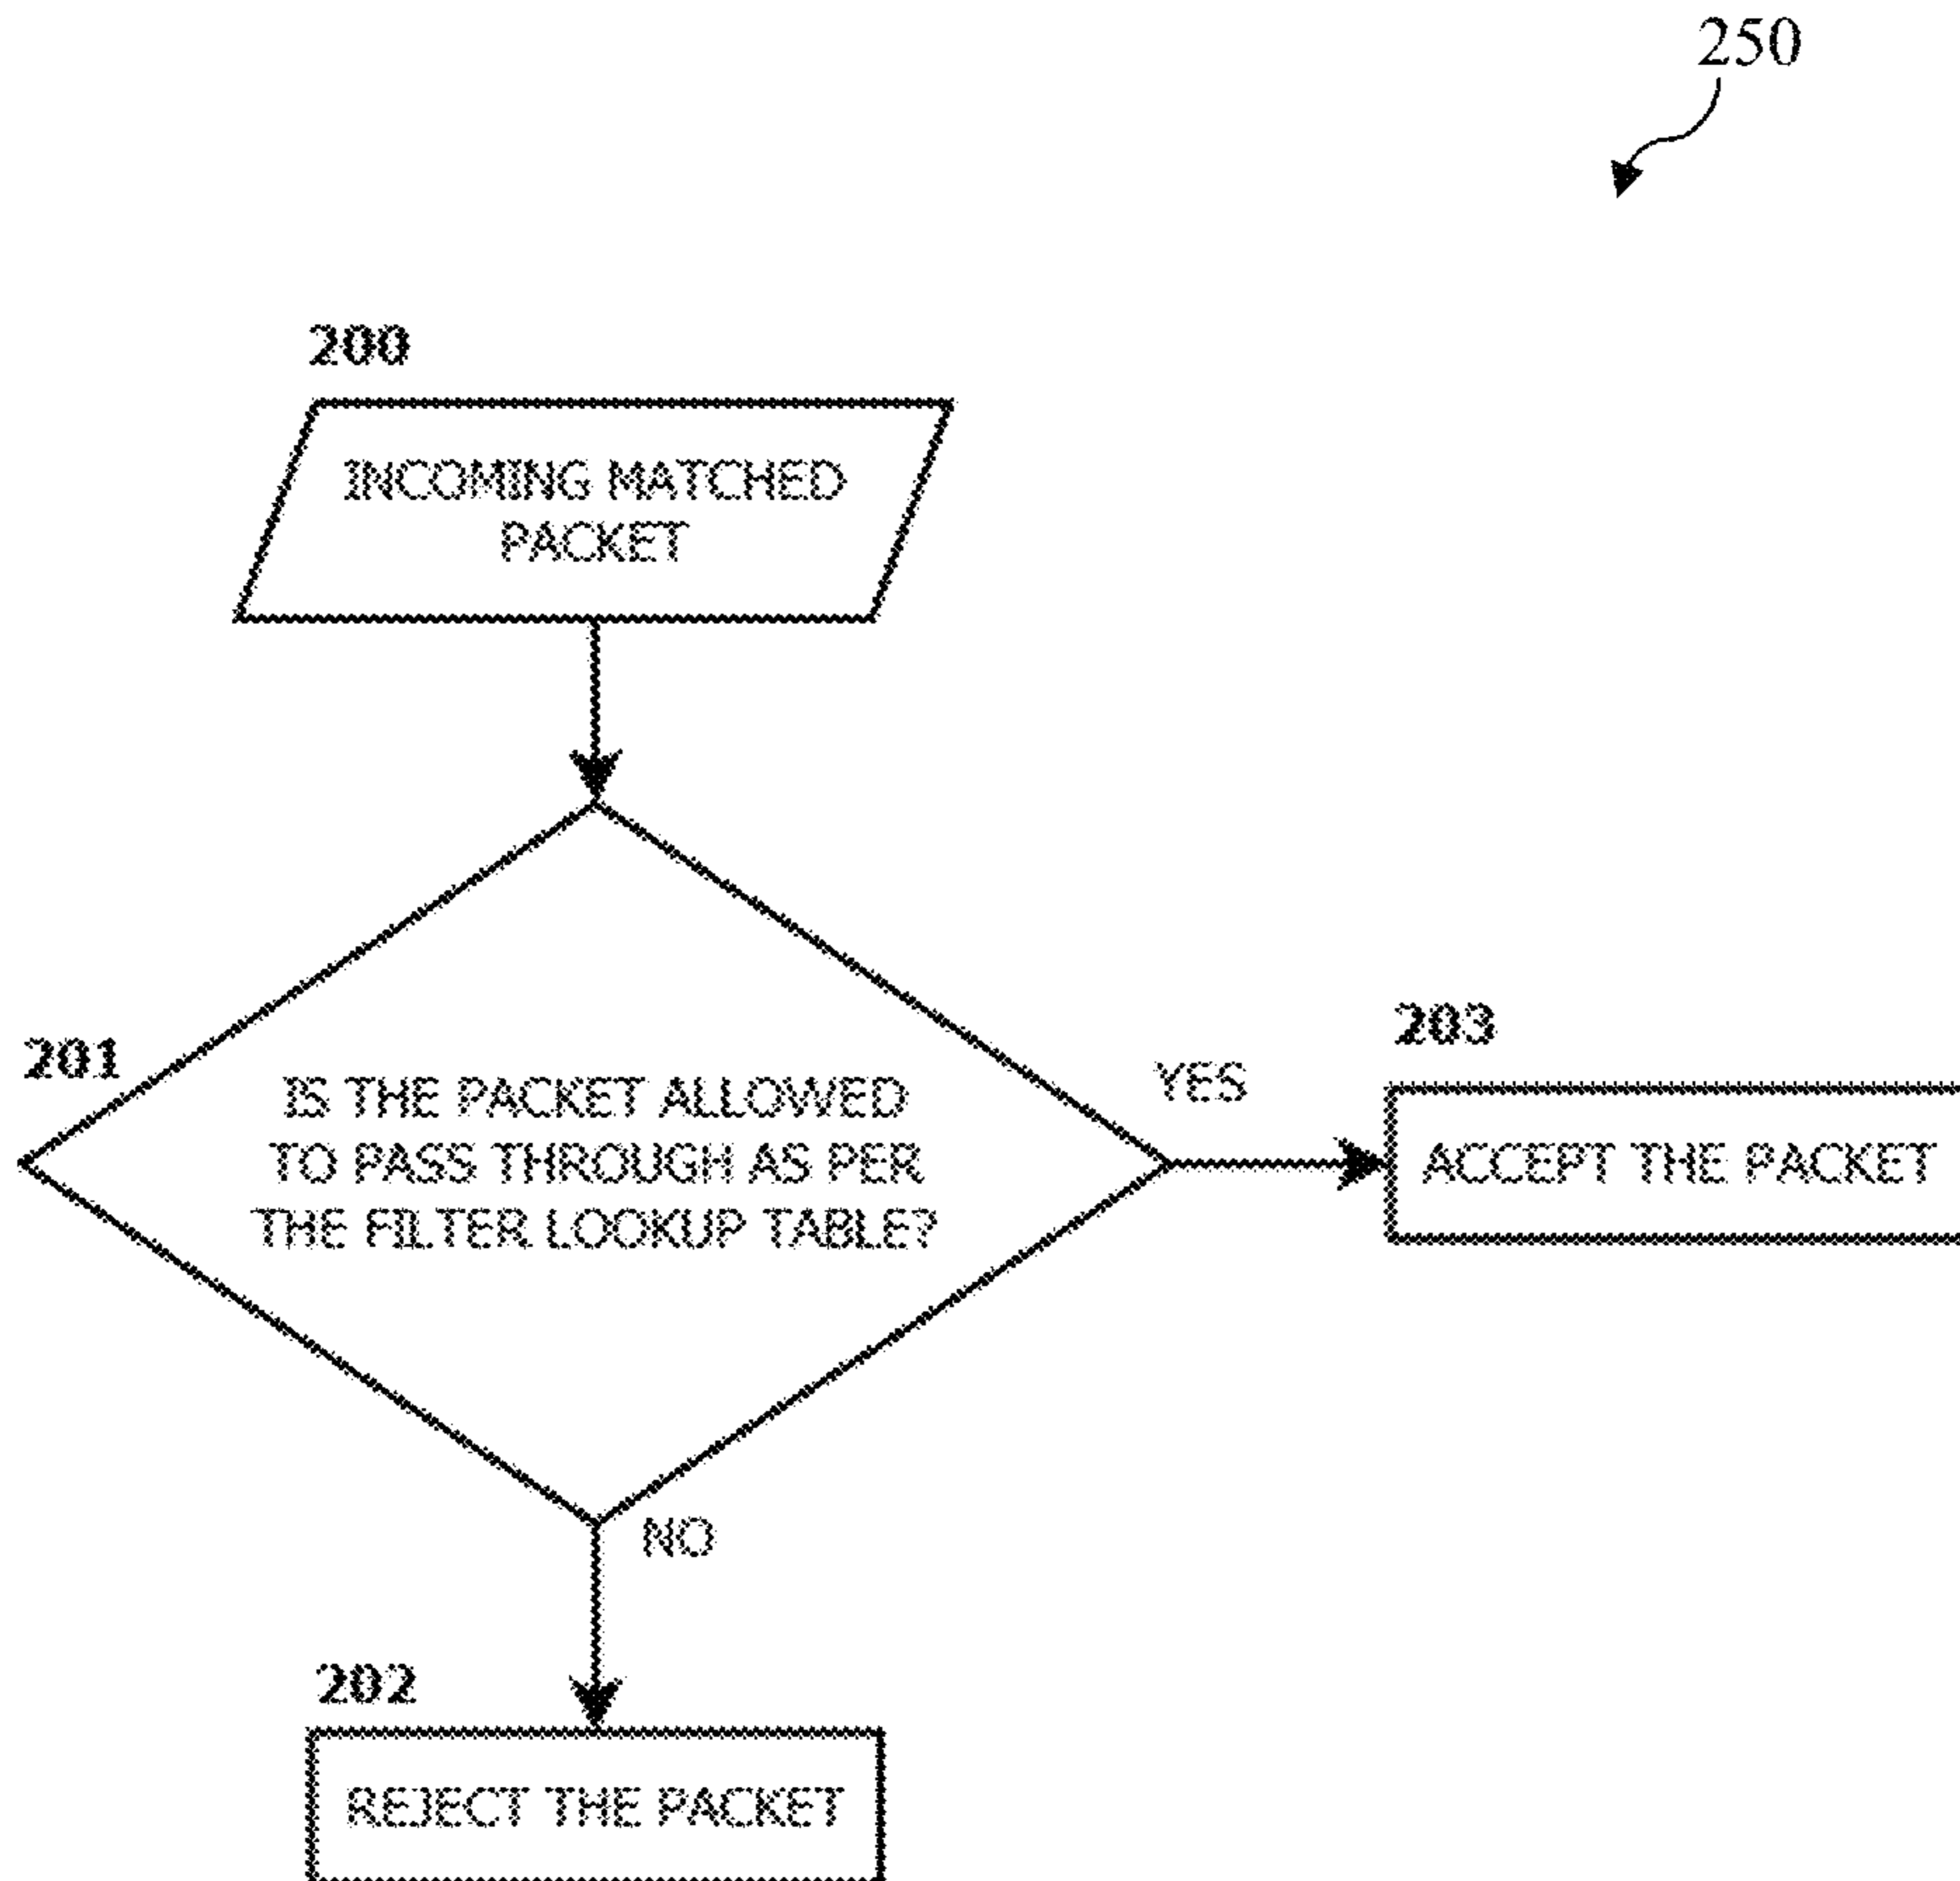 250
200
INCOMING MATCHED
PACKET
201
IS THE PACKET ALLOWED
TO PASS THROUGH AS PER
THE FILTER LOOKUP TABLE?
YES
203
ACCEPT THE PACKET
NO
202
REJECT THE PACKET